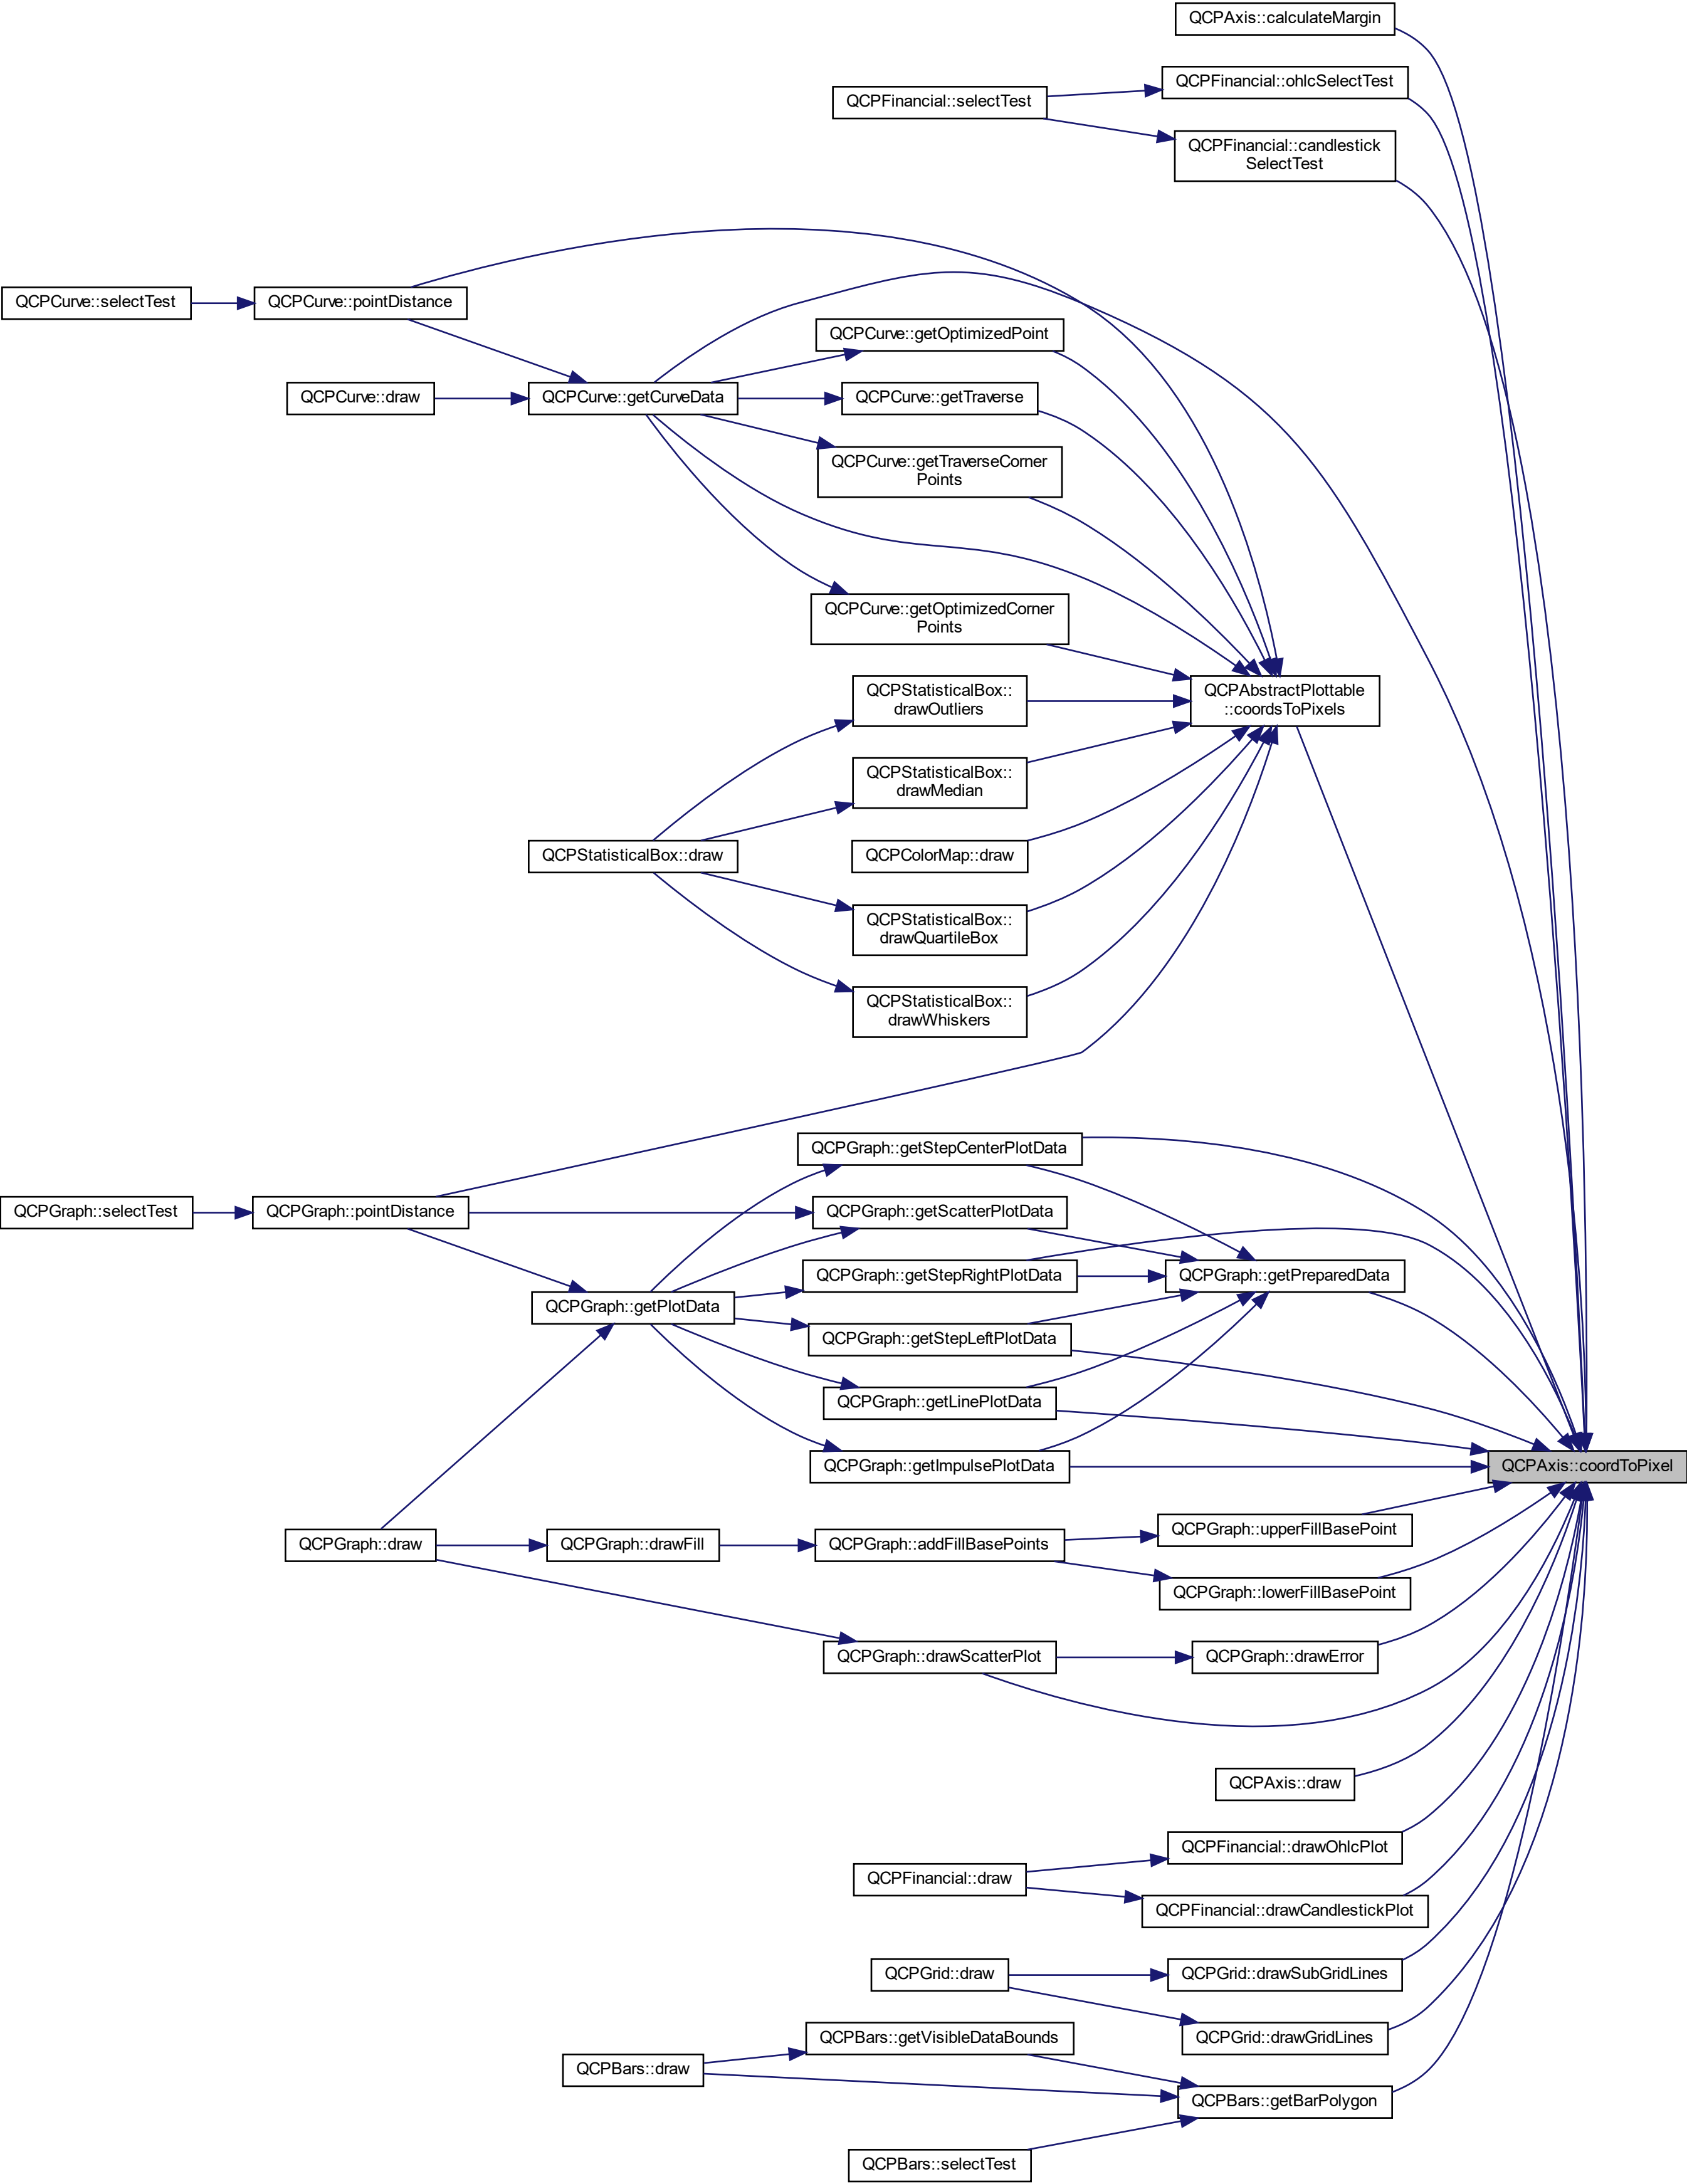 QCPAxis::calculateMargin
QCPFinancial::ohlcSelectTest
QCPFinancial::selectTest
QCPFinancial::candlestick
SelectTest
QCPCurve::selectTest
QCPCurve::pointDistance
QCPCurve::getOptimizedPoint
QCPCurve::draw
QCPCurve::getCurveData
QCPCurve::getTraverse
QCPCurve::getTraverseCorner
Points
QCPCurve::getOptimizedCorner
Points
QCPAbstractPlottable
::coordsToPixels
QCPStatisticalBox::
drawOutliers
QCPStatisticalBox::
drawMedian
QCPStatisticalBox::draw
QCPColorMap::draw
QCPStatisticalBox::
drawQuartileBox
QCPStatisticalBox::
drawWhiskers
QCPGraph::getStepCenterPlotData
QCPGraph::selectTest
QCPGraph::pointDistance
QCPGraph::getScatterPlotData
QCPGraph::getStepRightPlotData
QCPGraph::getPreparedData
QCPGraph::getPlotData
QCPGraph::getStepLeftPlotData
QCPGraph::getLinePlotData
QCPGraph::getImpulsePlotData
QCPAxis::coordToPixel
QCPGraph::upperFillBasePoint
QCPGraph::draw
QCPGraph::drawFill
QCPGraph::addFillBasePoints
QCPGraph::lowerFillBasePoint
QCPGraph::drawScatterPlot
QCPGraph::drawError
QCPAxis::draw
QCPFinancial::drawOhlcPlot
QCPFinancial::draw
QCPFinancial::drawCandlestickPlot
QCPGrid::draw
QCPGrid::drawSubGridLines
QCPBars::getVisibleDataBounds
QCPGrid::drawGridLines
QCPBars::draw
QCPBars::getBarPolygon
QCPBars::selectTest